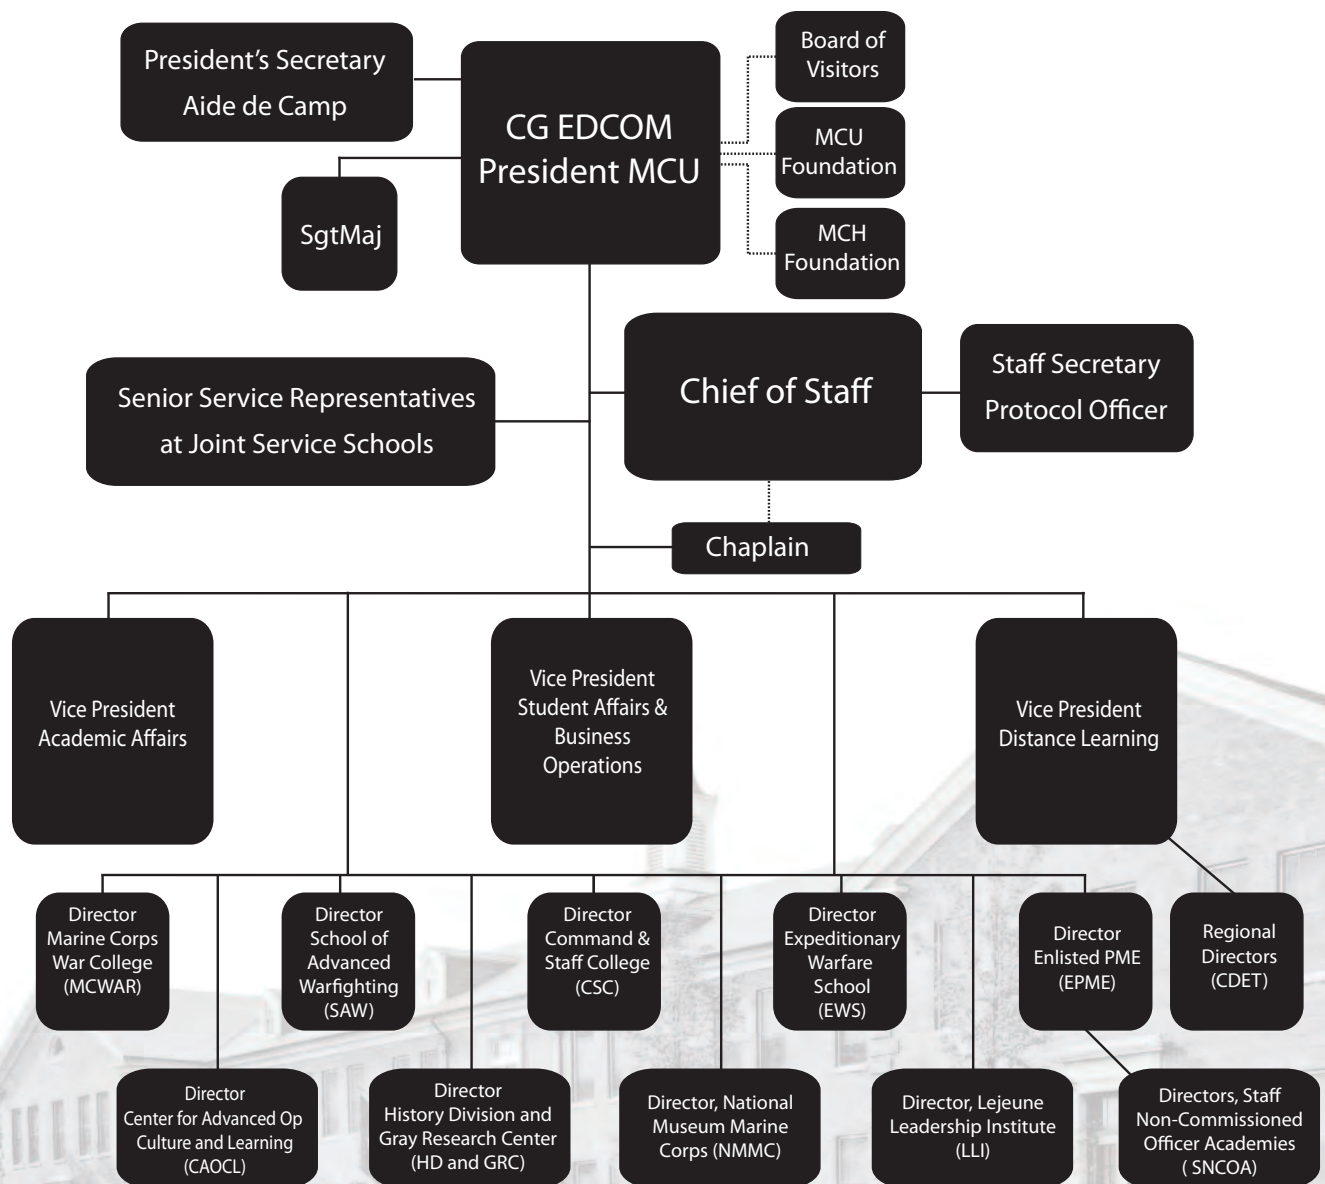 President’s Secretary
Aide de Camp
CG EDCOM
President MCU
Board of
Visitors
MCU
Foundation
MCH
Foundation
SgtMaj
Senior Service Representatives
at Joint Service Schools
Chief of Staff
Staff Secretary
Protocol Officer
Chaplain
Vice President
Academic Affairs
Vice President
Student Affairs &
Business
Operations
Vice President
Distance Learning
Director
Marine Corps
War College
(MCWAR)
Director
School of
Advanced
Warfighting
(SAW)
Director
Command &
Staff College
(CSC)
Director
Expeditionary
Warfare
School
(EWS)
Director
Enlisted PME
(EPME)
Regional
Directors
(CDET)
Director
Center for Advanced Op
Culture and Learning
(CAOCL)
Director
History Division and
Gray Research Center
(HD and GRC)
Director, National
Museum Marine
Corps (NMMC)
Director, Lejeune
Leadership Institute
(LLI)
Directors, Staff
Non-Commissioned
Officer Academies
( SNCOA)